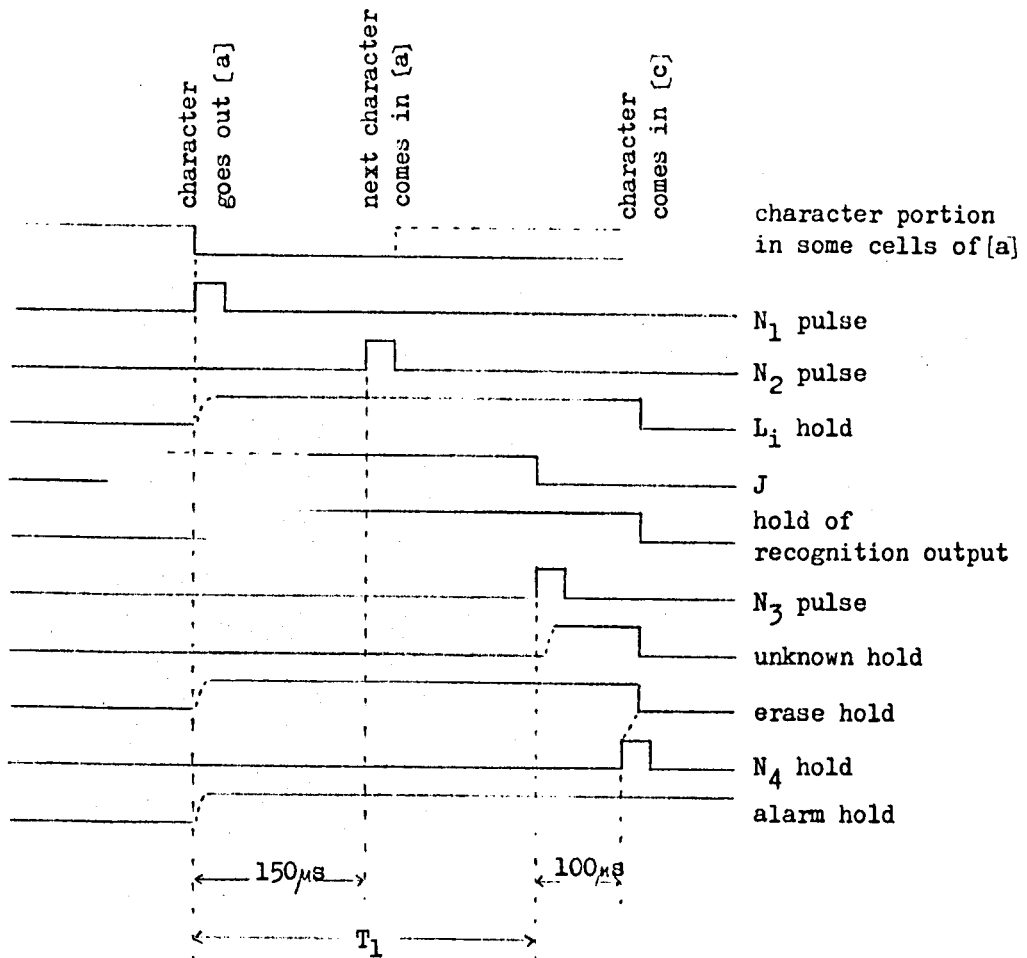 character
goes out [a]
next character
comes in [a]
character
comes in [c]
character portion
in some cells of [a]
N1 pulse
N2 pulse
Li hold
J
hold of
recognition output
N3 pulse
unknown hold
erase hold
N4 hold
alarm hold
150μs
100μs
T1